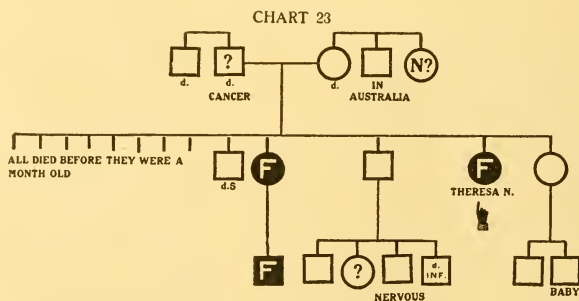 CHART 23
? N?
d. d. d. IN
CANCER AUSTRALIA
ALL DIED BEFORE THEY WERE A
MONTH OLD
d.S F F
THERESA N.
F ? d.
INF.
NERVOUS BABY